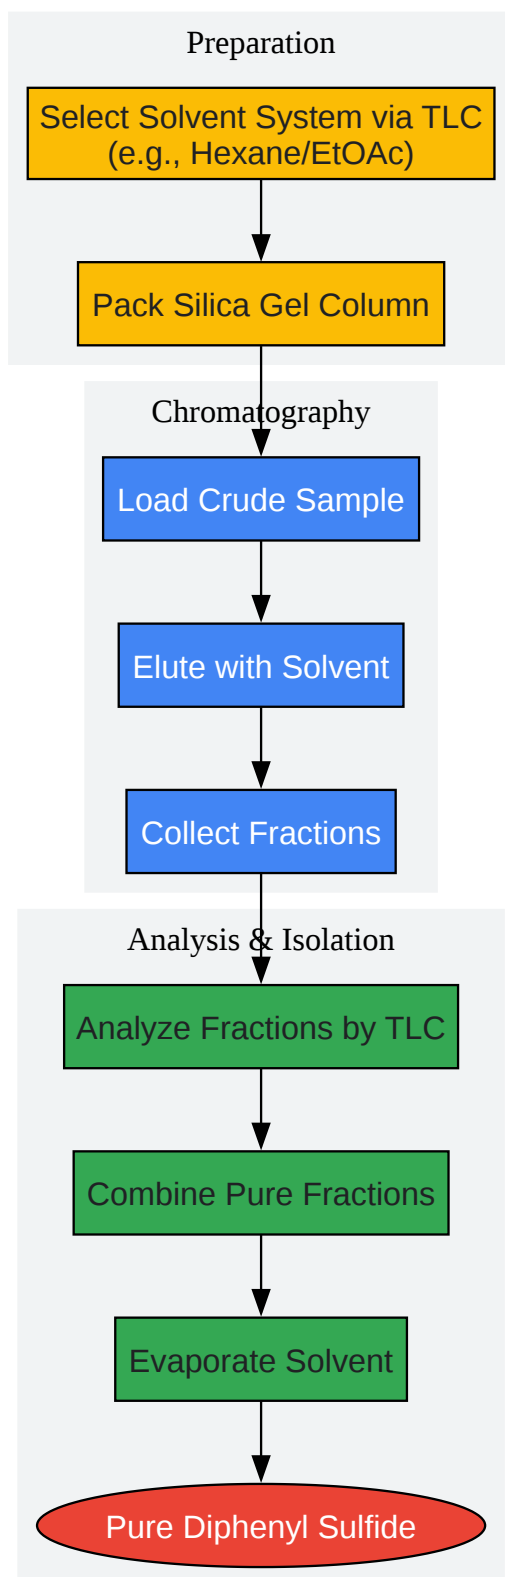 Preparation
Select Solvent System via TLC
(e.g., Hexane/EtOAc)
Pack Silica Gel Column
Chromatography
Load Crude Sample
Elute with Solvent
Collect Fractions
Analysis & Isolation
Analyze Fractions by TLC
Combine Pure Fractions
Evaporate Solvent
Pure Diphenyl Sulfide